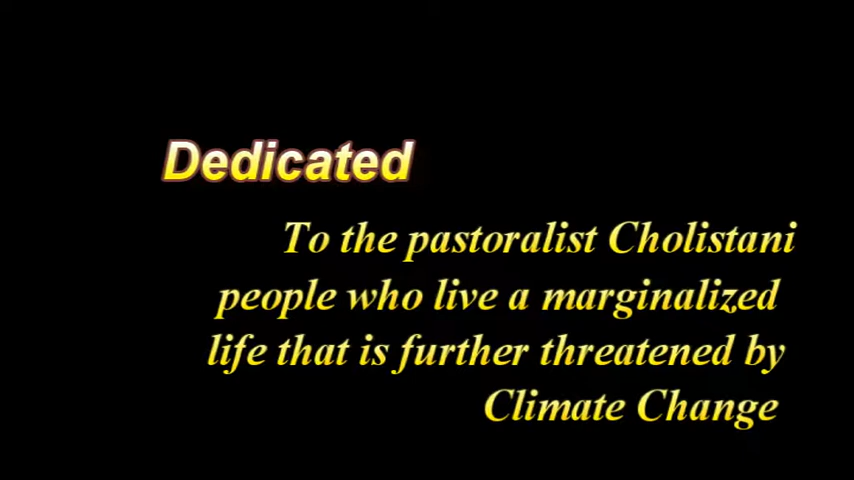 Dedicated
To the pastoralist Cholistani
people who live a marginalized
life that is further threatened by
Climate Change